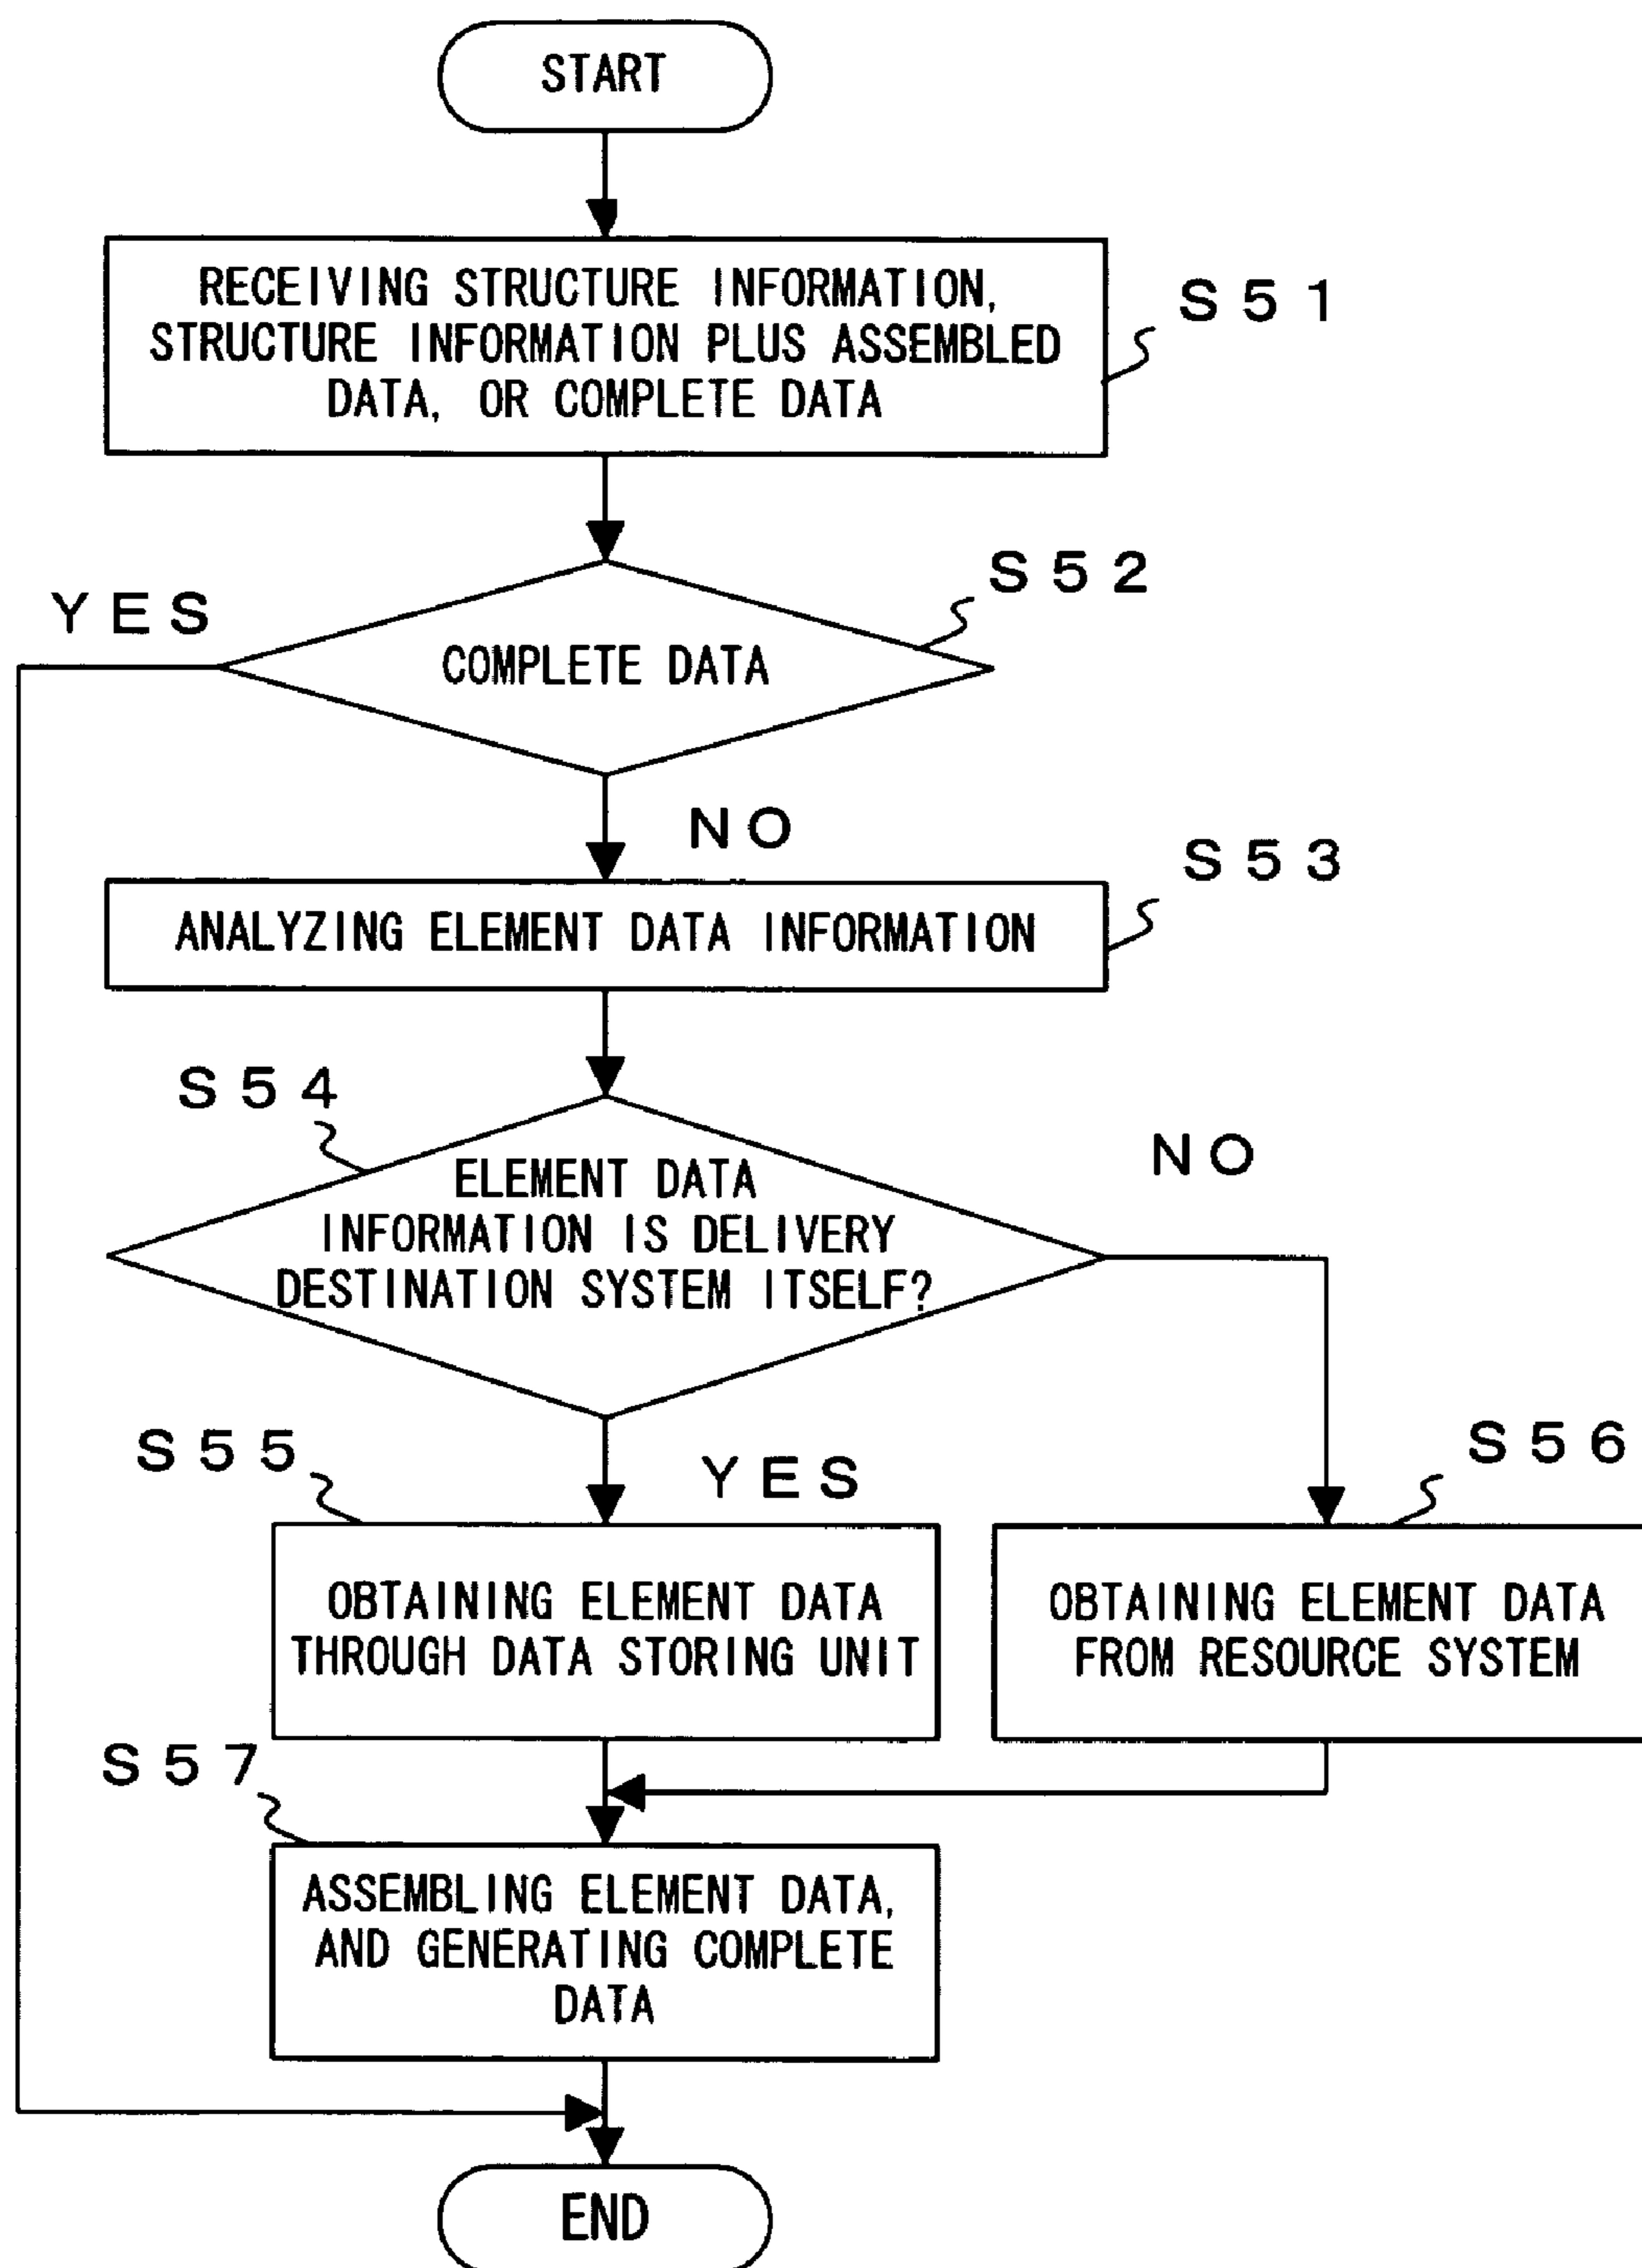 START
RECEIVING STRUCTURE INFORMATION,
STRUCTURE INFORMATION PLUS ASSEMBLED
DATA, OR COMPLETE DATA
S51
S52
YES
COMPLETE DATA
NO
S53
ANALYZING ELEMENT DATA INFORMATION
S54
NO
ELEMENT DATA
INFORMATION IS DELIVERY
DESTINATION SYSTEM ITSELF?
S55
YES
S56
OBTAINING ELEMENT DATA
THROUGH DATA STORING UNIT
OBTAINING ELEMENT DATA
FROM RESOURCE SYSTEM
S57
ASSEMBLING ELEMENT DATA,
AND GENERATING COMPLETE
DATA
END